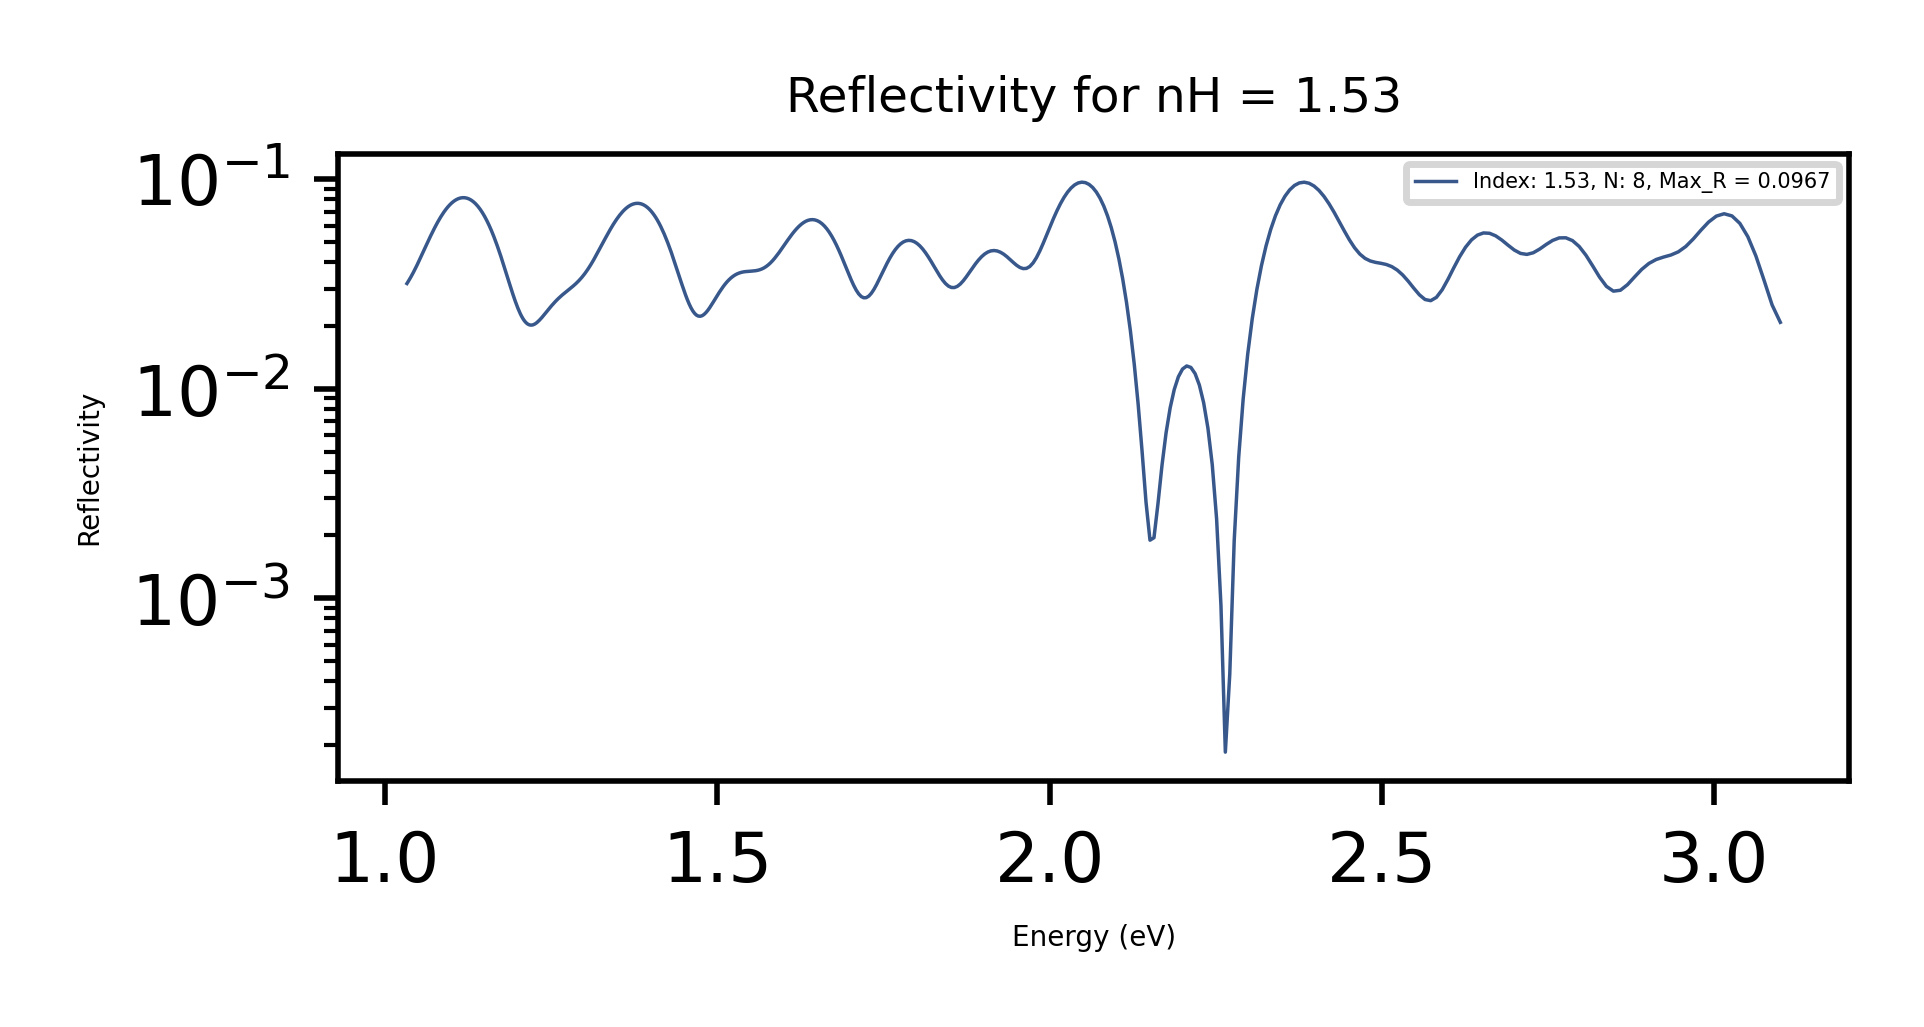 Reflectivity for nH = 1.53
Index: 1.53, N: 8, Max_R = 0.0967
Reflectivity
10⁻¹
10⁻²
10⁻³
1.0 1.5 2.0 2.5 3.0
Energy (eV)